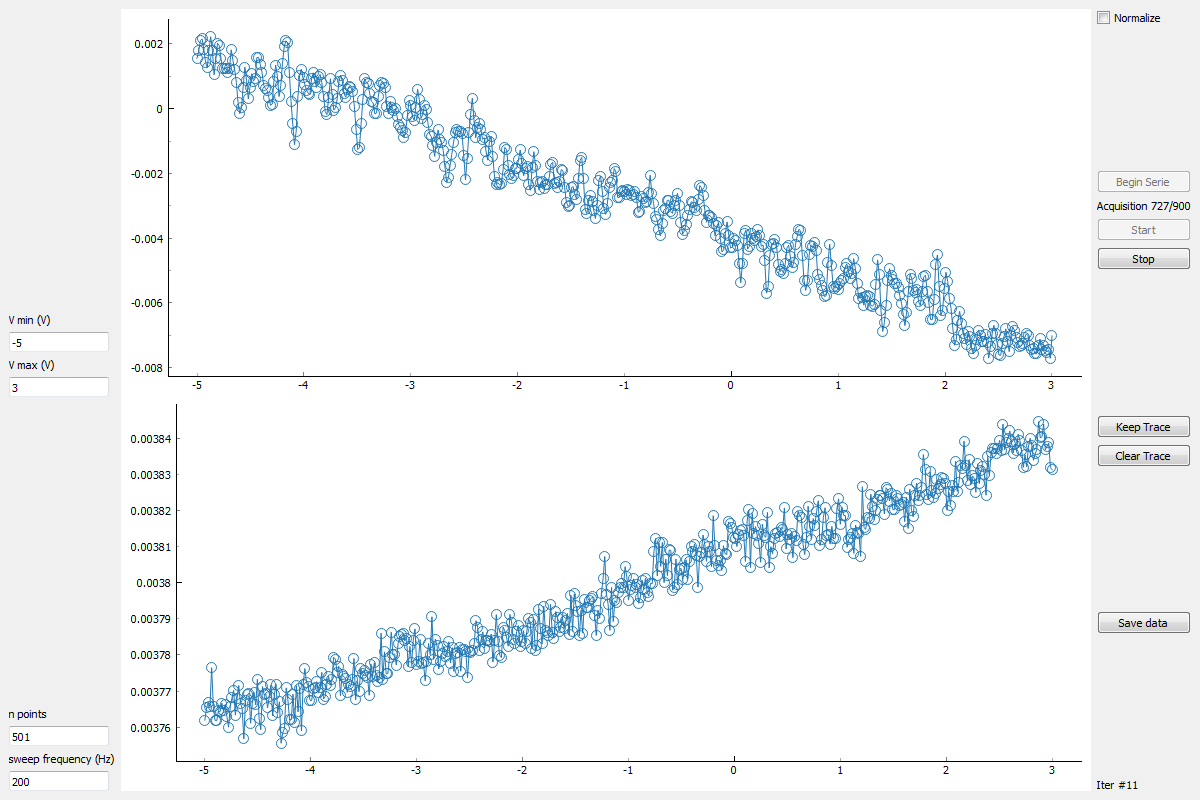 Normalize
0.002
0
-0.002
-0.004
-0.006
-0.008
-5
-4
-3
-2
-1
0
1
2
3
Begin Serie
Acquisition 727/900
Start
Stop
V min (V)
-5
V max (V)
3
0.00384
0.00383
0.00382
0.00381
0.0038
0.00379
0.00378
0.00377
0.00376
-5
-4
-3
-2
-1
0
1
2
3
Keep Trace
Clear Trace
Save data
n points
501
sweep frequency (Hz)
200
Iter #11